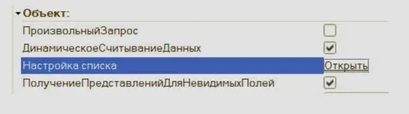 Объект:
ПроизвольныйЗапрос
ДинамическоеСчитываниеДанных
Настройка списка Открыть
ПолучениеПредставленийДляНевидимыхПолей